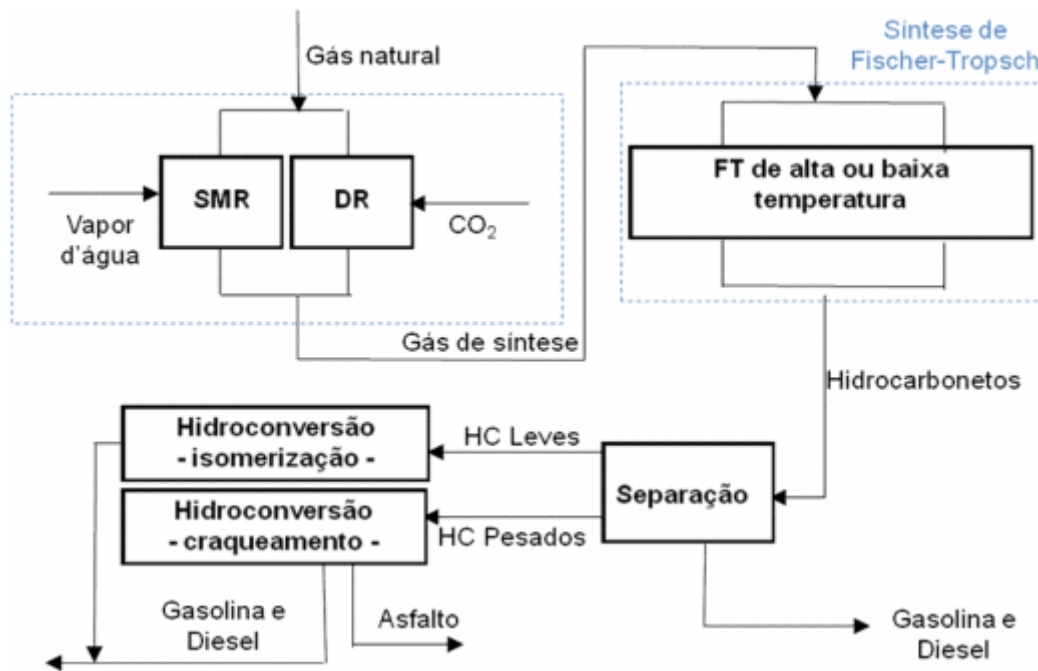 Síntese de
Fischer-Tropsch
Gás natural
SMR
DR
Vapor
d'água
CO₂
FT de alta ou baixa
temperatura
Gás de síntese
Hidrocarbonetos
Hidroconversão
- isomerização -
HC Leves
Separação
Hidroconversão
- craqueamento -
HC Pesados
Gasolina e
Diesel
Asfalto
Gasolina e
Diesel